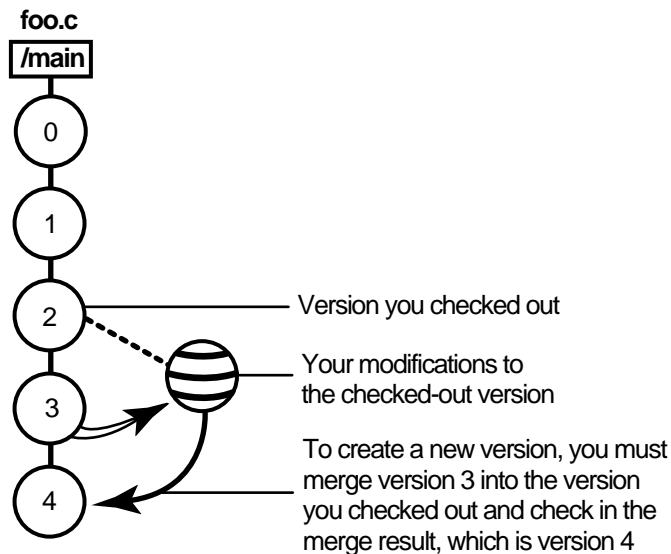 foo.c
/main
0
1
2
Version you checked out
Your modifications to
the checked-out version
3
To create a new version, you must
merge version 3 into the version
you checked out and check in the
merge result, which is version 4
4